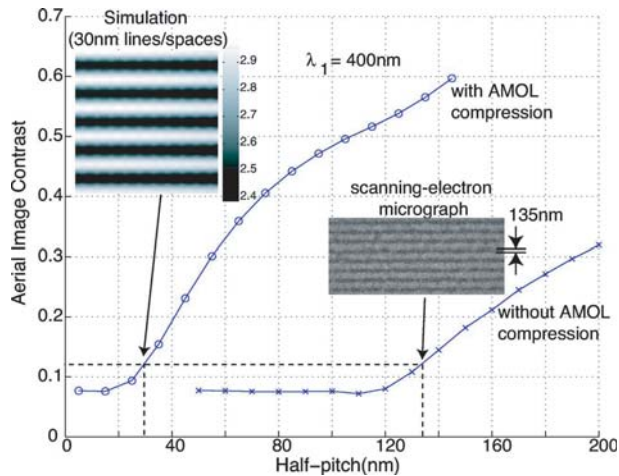 0.7
Simulation
(30nm lines/spaces)
2.9
2.8
2.7
2.6
2.5
2.4
λ1 = 400nm
0.6
with AMOL
compression
0.5
0.4
scanning-electron
micrograph
135nm
0.3
0.2
without AMOL
compression
0.1
0
Aerial Image Contrast
0 40 80 120 160 200
Half-pitch(nm)